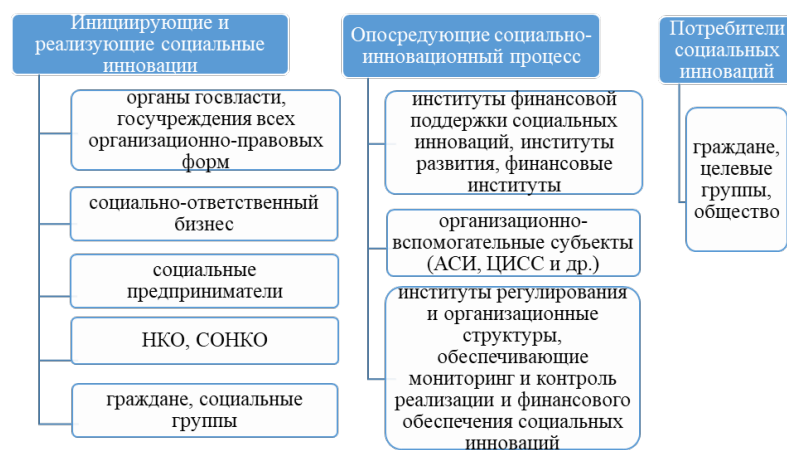 Инициирующие и
реализующие социальные
инновации
органы госвласти,
госучреждения всех
организационно-правовых
форм
социально-ответственный
бизнес
социальные
предприниматели
НКО, СОНКО
граждане, социальные
группы
Опосредующие социально-
инновационный процесс
институты финансовой
поддержки социальных
инноваций, институты
развития, финансовые
институты
организационно-
вспомогательные субъекты
(АСИ, ЦИСС и др.)
институты регулирования
и организационные
структуры,
обеспечивающие
мониторинг и контроль
реализации и финансового
обеспечения социальных
инноваций
Потребители
социальных
инноваций
граждане,
целевые
группы,
общество